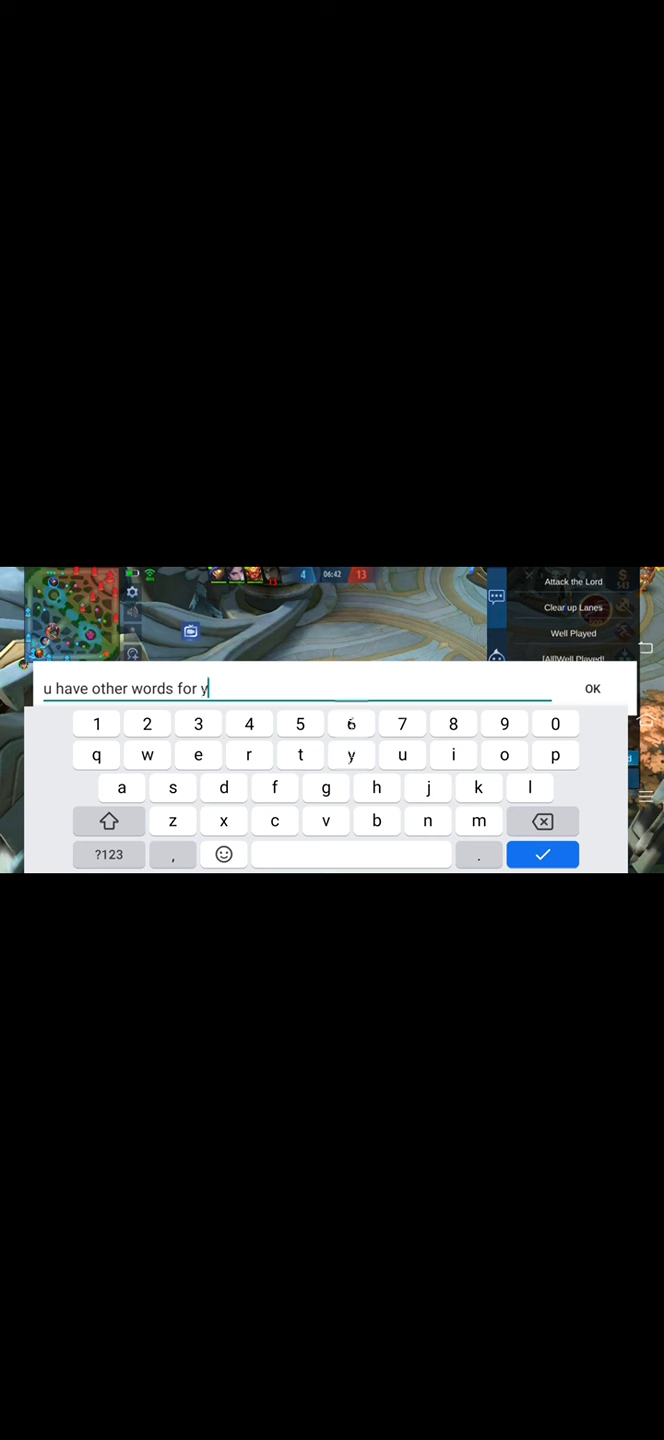 4 06:42 13
Attack the Lord
Clear up Lanes
Well Played
[All]Well Played!
u have other words for y
OK
1 2 3 4 5 6 7 8 9 0
q w e r t y u i o p
a s d f g h j k l
z x c v b n m
?123 , .